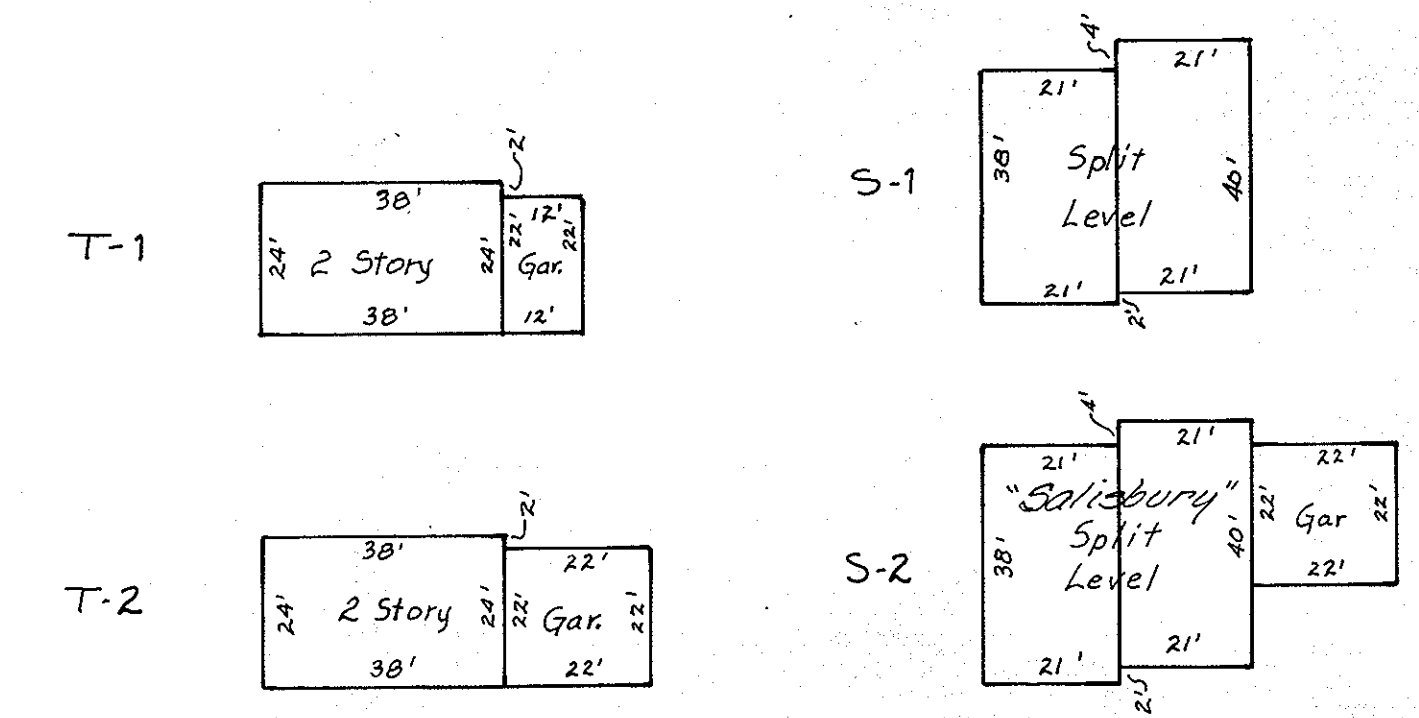 T-1
38'
2'
12'
24'
2 Story
24'
22'
Gar.
22'
38'
12'
S-1
4'
21'
21'
38'
Split
Level
40'
21'
21'
2'
T-2
38'
2'
22'
24'
2 Story
24'
22'
Gar.
22'
38'
22'
S-2
4'
21'
21'
22'
"Salisbury"
Split
Level
38'
40'
22'
Gar
22'
22'
21'
21'
2'